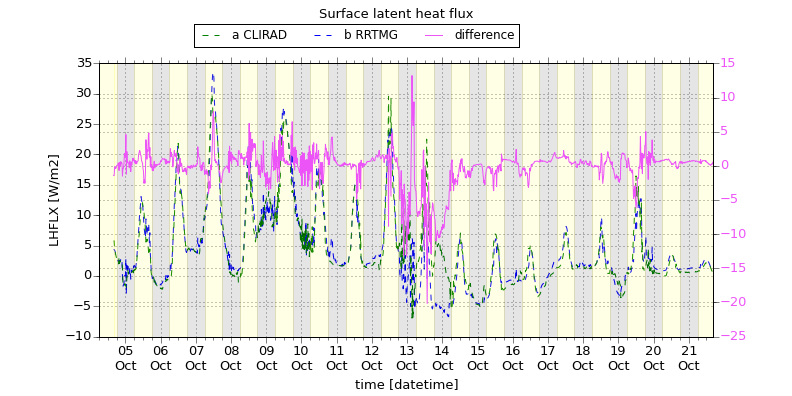 Surface latent heat flux
a CLIRAD b RRTMG difference
35 15
30 10
25 5
20 0
15 −5
10 −10
5 −15
0 −20
−5 −25
−10
LHFLX [W/m2]
05 06 07 08 09 10 11 12 13 14 15 16 17 18 19 20 21
Oct Oct Oct Oct Oct Oct Oct Oct Oct Oct Oct Oct Oct Oct Oct Oct Oct
time [datetime]